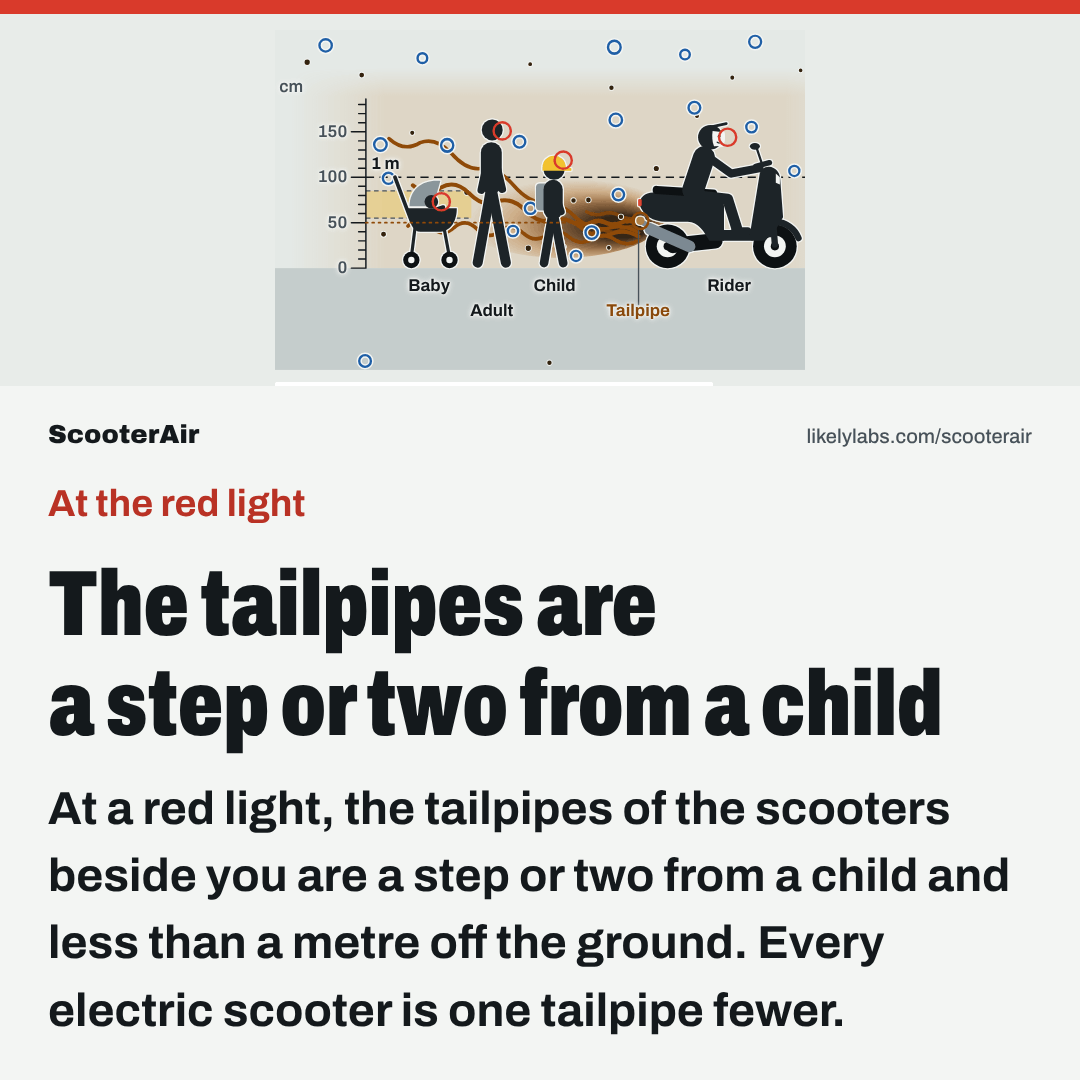 cm
150
1 m
100
50
0
Baby
Child
Rider
Adult
Tailpipe
ScooterAir
likelylabs.com/scooterair
At the red light
The tailpipes are
a step or two from a child
At a red light, the tailpipes of the scooters
beside you are a step or two from a child and
less than a metre off the ground. Every
electric scooter is one tailpipe fewer.